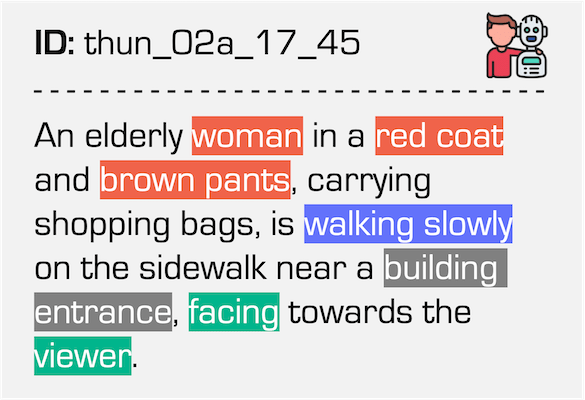 ID: thun_02a_17_45
An elderly woman in a red coat
and brown pants, carrying
shopping bags, is walking slowly
on the sidewalk near a building
entrance, facing towards the
viewer.